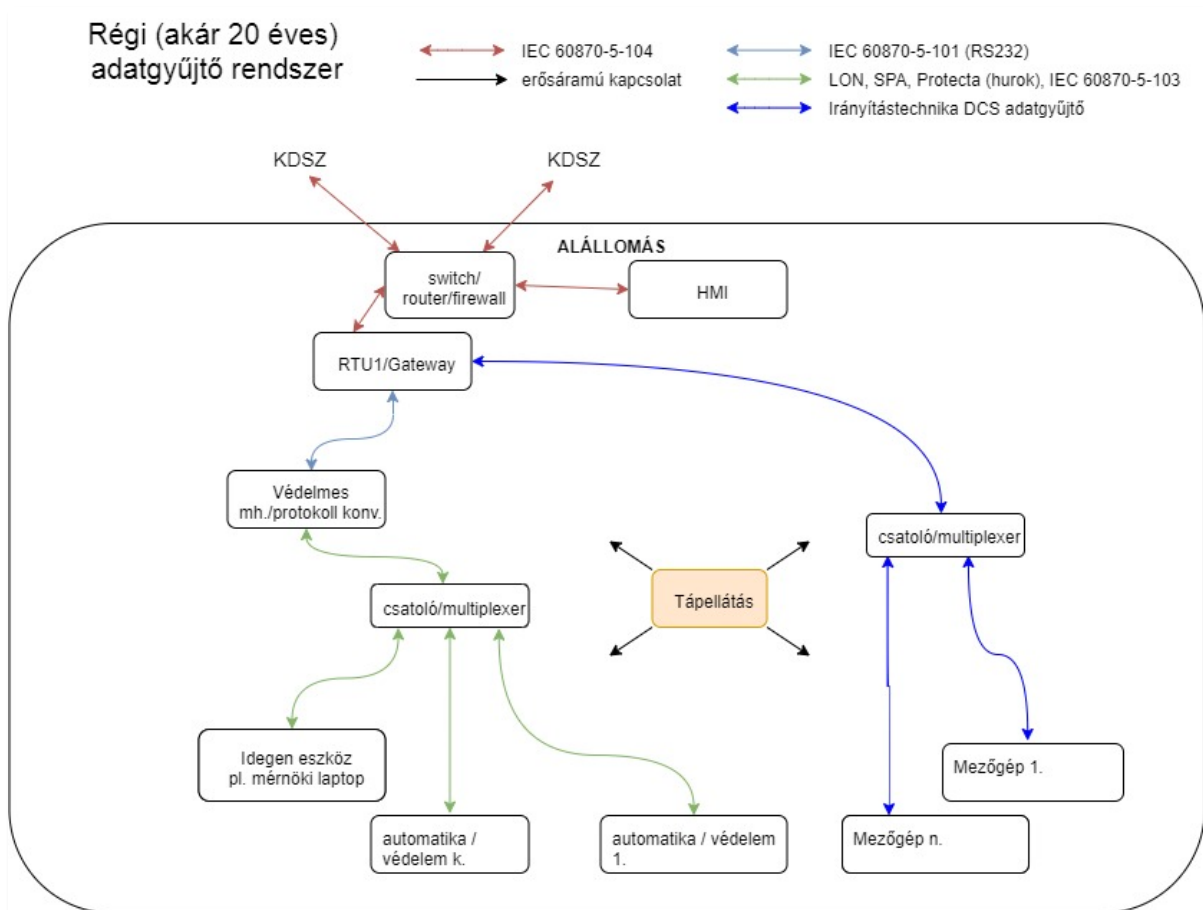 Régi (akár 20 éves)
adatgyűjtő rendszer
IEC 60870-5-104
erősáramú kapcsolat
IEC 60870-5-101 (RS232)
LON, SPA, Protecta (hurok), IEC 60870-5-103
Irányítástechnika DCS adatgyűjtő
KDSZ
KDSZ
ALÁLLOMÁS
switch/
router/firewall
HMI
RTU1/Gateway
Védelmes
mh./protokoll konv.
csatoló/multiplexer
csatoló/multiplexer
Tápellátás
Idegen eszköz
pl. mérnöki laptop
Mezőgép 1.
automatika /
védelem k.
automatika / védelem
1.
Mezőgép n.